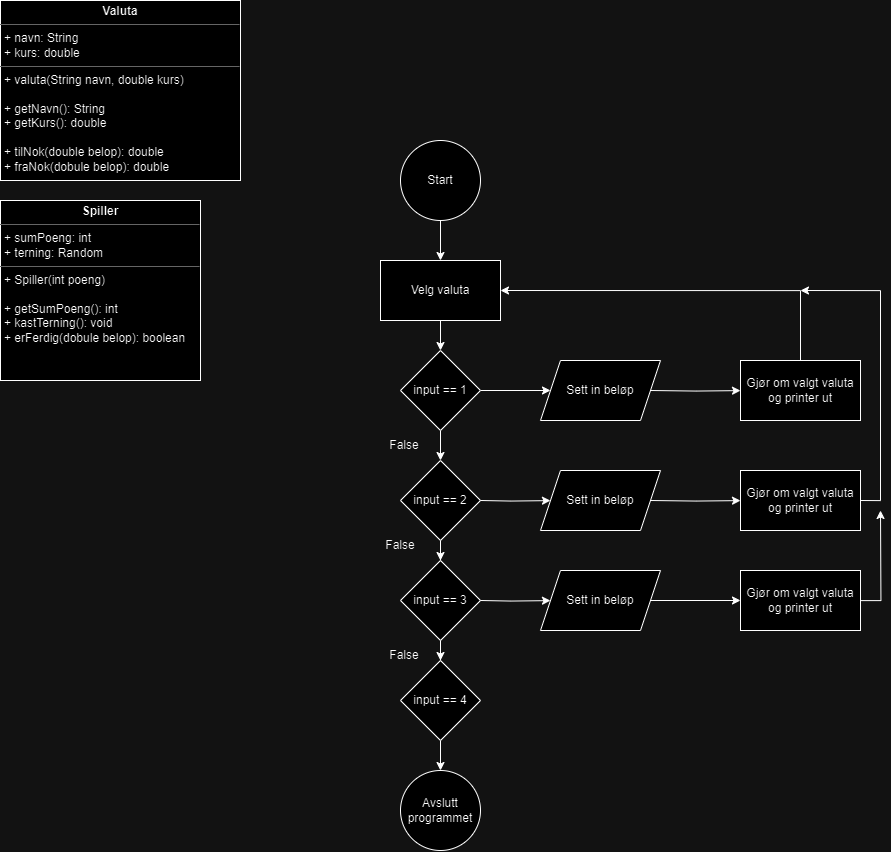 Valuta
+ navn: String
+ kurs: double
+ valuta(String navn, double kurs)
+ getNavn(): String
+ getKurs(): double
+ tilNok(double belop): double
+ fraNok(dobule belop): double
Spiller
+ sumPoeng: int
+ terning: Random
+ Spiller(int poeng)
+ getSumPoeng(): int
+ kastTerning(): void
+ erFerdig(dobule belop): boolean
Start
Velg valuta
input == 1
Sett in beløp
Gjør om valgt valuta
og printer ut
False
input == 2
Sett in beløp
Gjør om valgt valuta
og printer ut
False
input == 3
Sett in beløp
Gjør om valgt valuta
og printer ut
False
input == 4
Avslutt
programmet